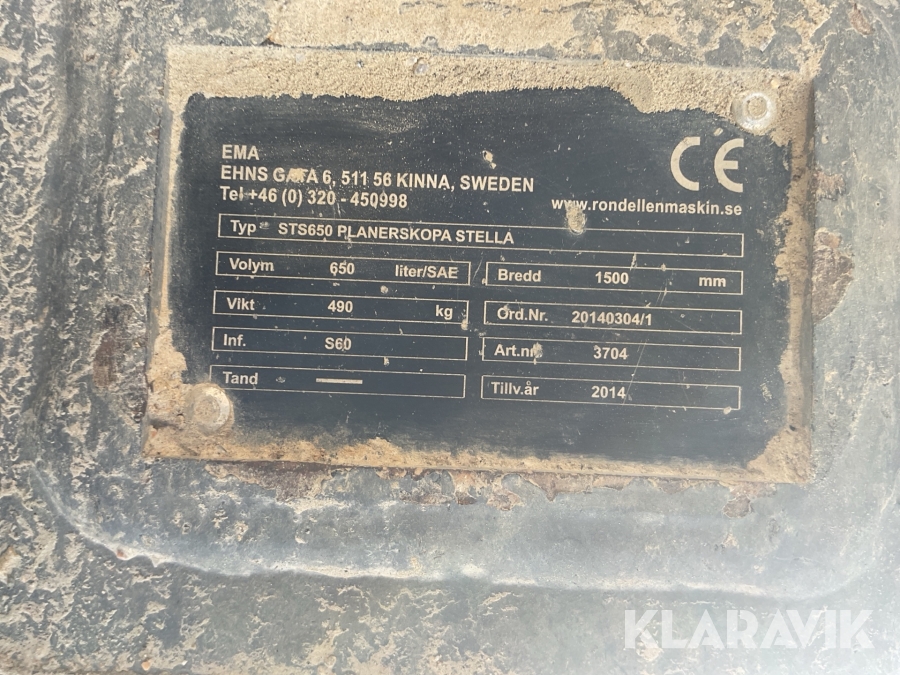 EMA
EHNS GATA 6, 511 56 KINNA, SWEDEN
Tel +46 (0) 320 - 450998
CE
www.rondellenmaskin.se
Typ STS650 PLANERSKOPA STELLA
Volym 650 liter/SAE Bredd 1500 mm
Vikt 490 kg Ord.Nr. 20140304/1
Inf. S60 Art.nr. 3704
Tand — Tillv.år 2014
KLARAVIK